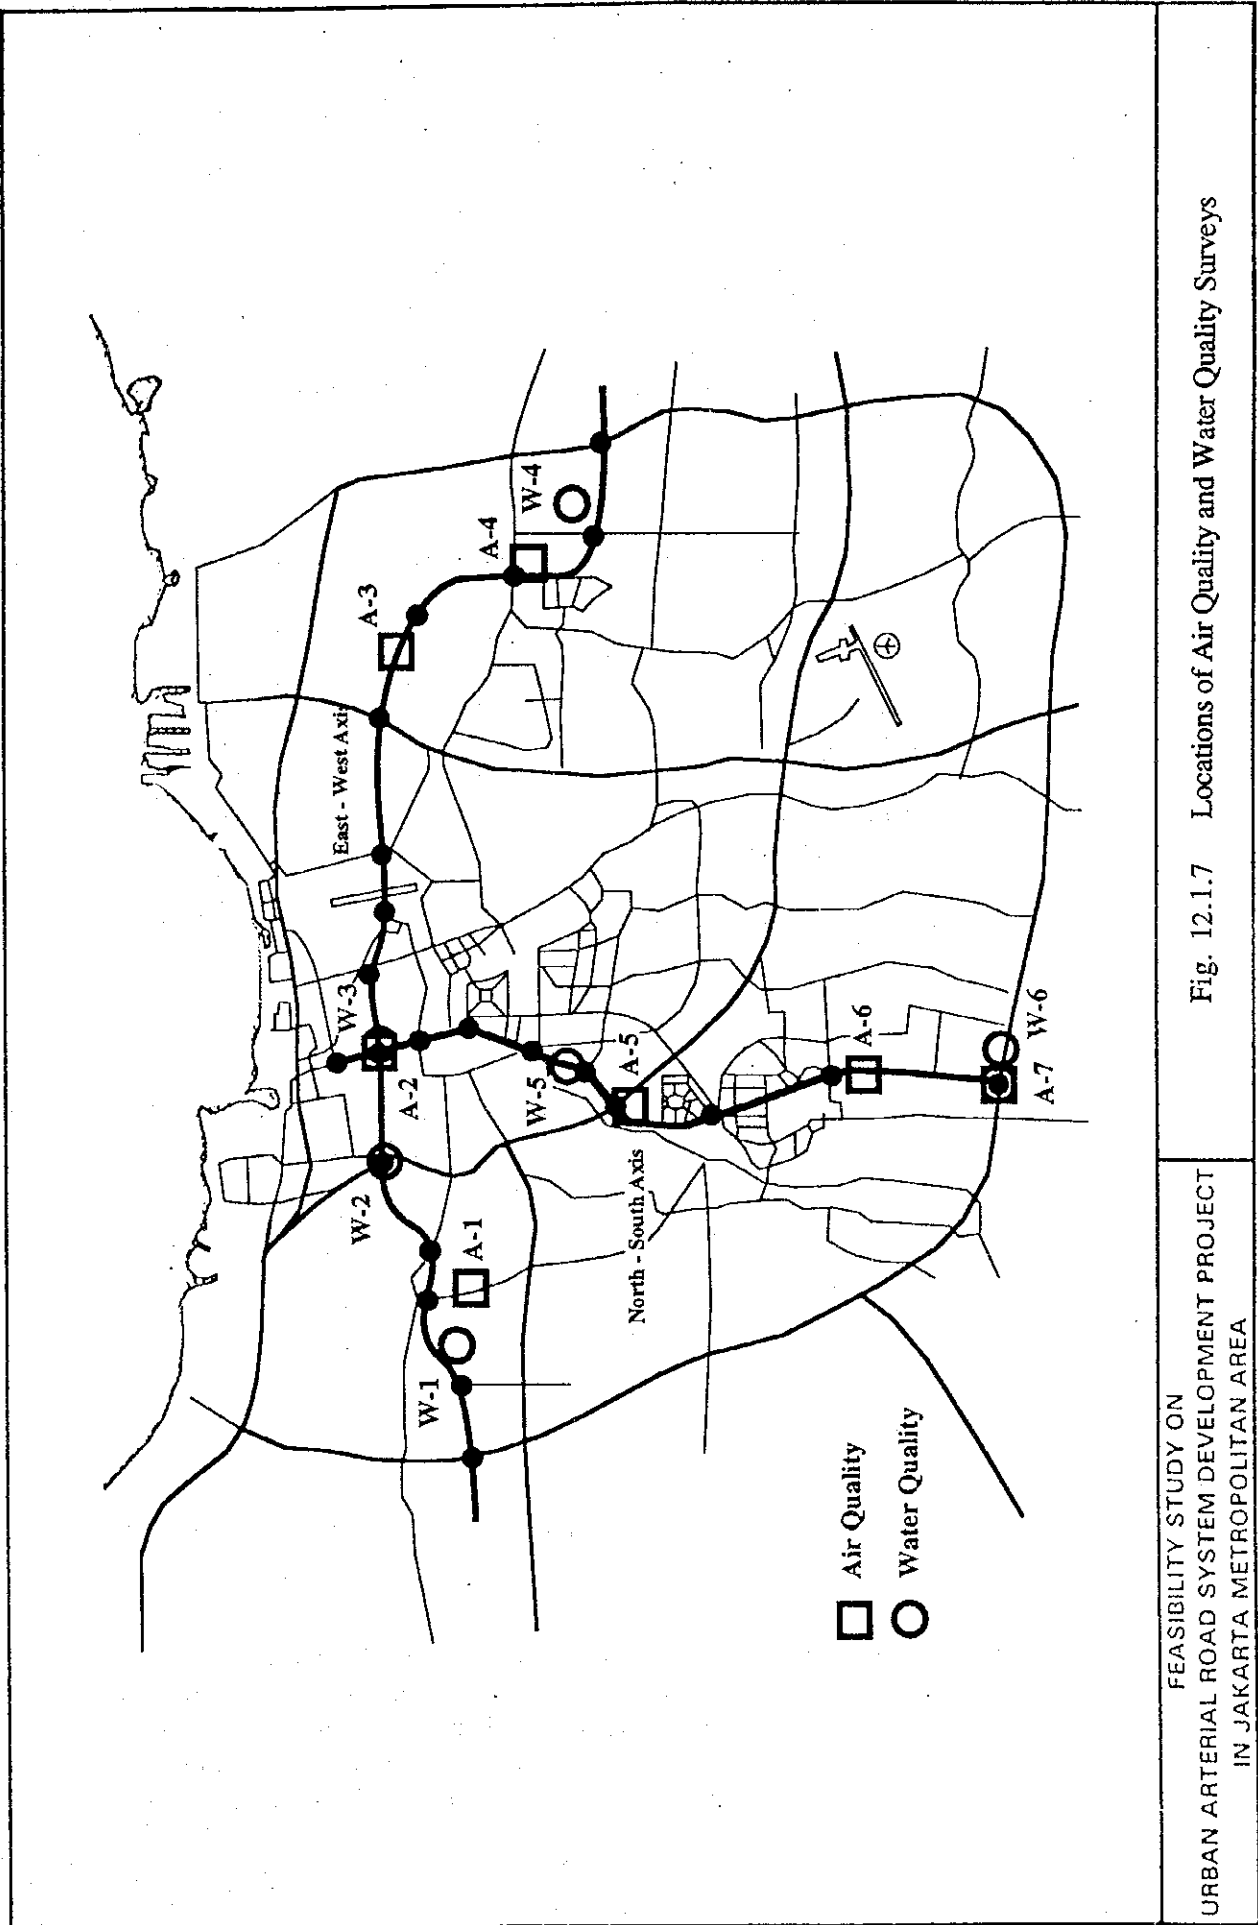 W-4
A-4
A-3
East - West Axis
W-3
A-2
W-2
A-1
W-1
W-5
A-5
North - South Axis
A-6
W-6
A-7
Air Quality
Water Quality
FEASIBILITY STUDY ON
URBAN ARTERIAL ROAD SYSTEM DEVELOPMENT PROJECT
IN JAKARTA METROPOLITAN AREA
Fig. 12.1.7 Locations of Air Quality and Water Quality Surveys